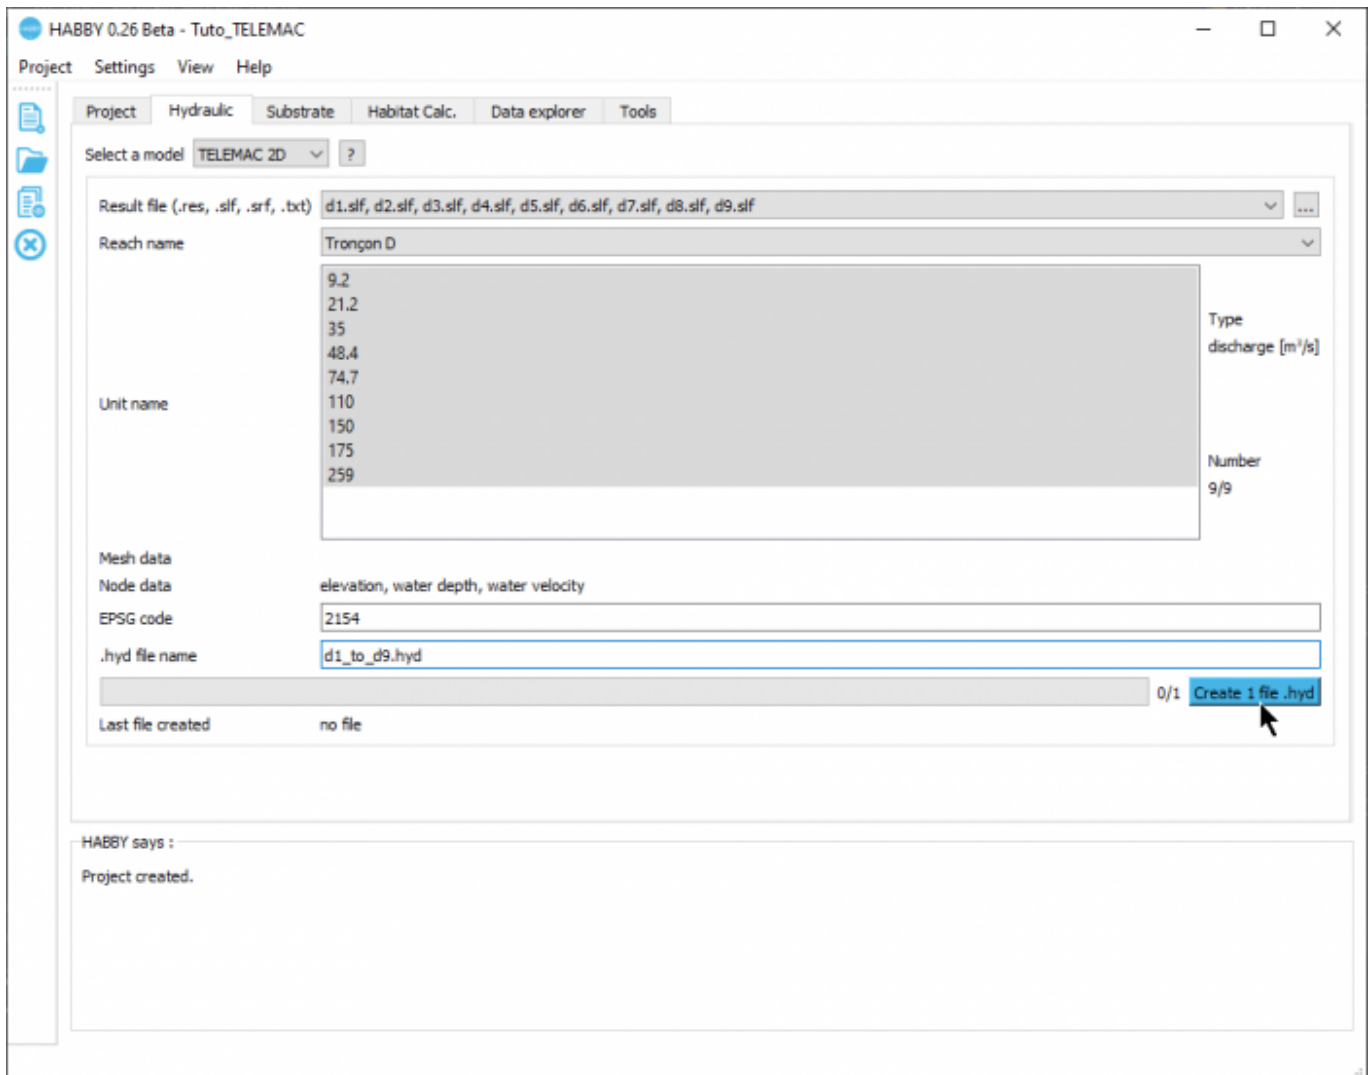 HABBY 0.26 Beta - Tuto_TELEMAC
Project Settings View Help
Project Hydraulic Substrate Habitat Calc. Data explorer Tools
Select a model TELEMAC 2D ?
Result file (.res, .slf, .srf, .txt) d1.slf, d2.slf, d3.slf, d4.slf, d5.slf, d6.slf, d7.slf, d8.slf, d9.slf ...
Reach name Tronçon D
9.2
21.2
35
48.4
74.7
110
150
175
259
Unit name
Type
discharge [m³/s]
Number
9/9
Mesh data
Node data elevation, water depth, water velocity
EPSG code 2154
.hyd file name d1_to_d9.hyd
0/1 Create 1 file .hyd
Last file created no file
HABBY says :
Project created.